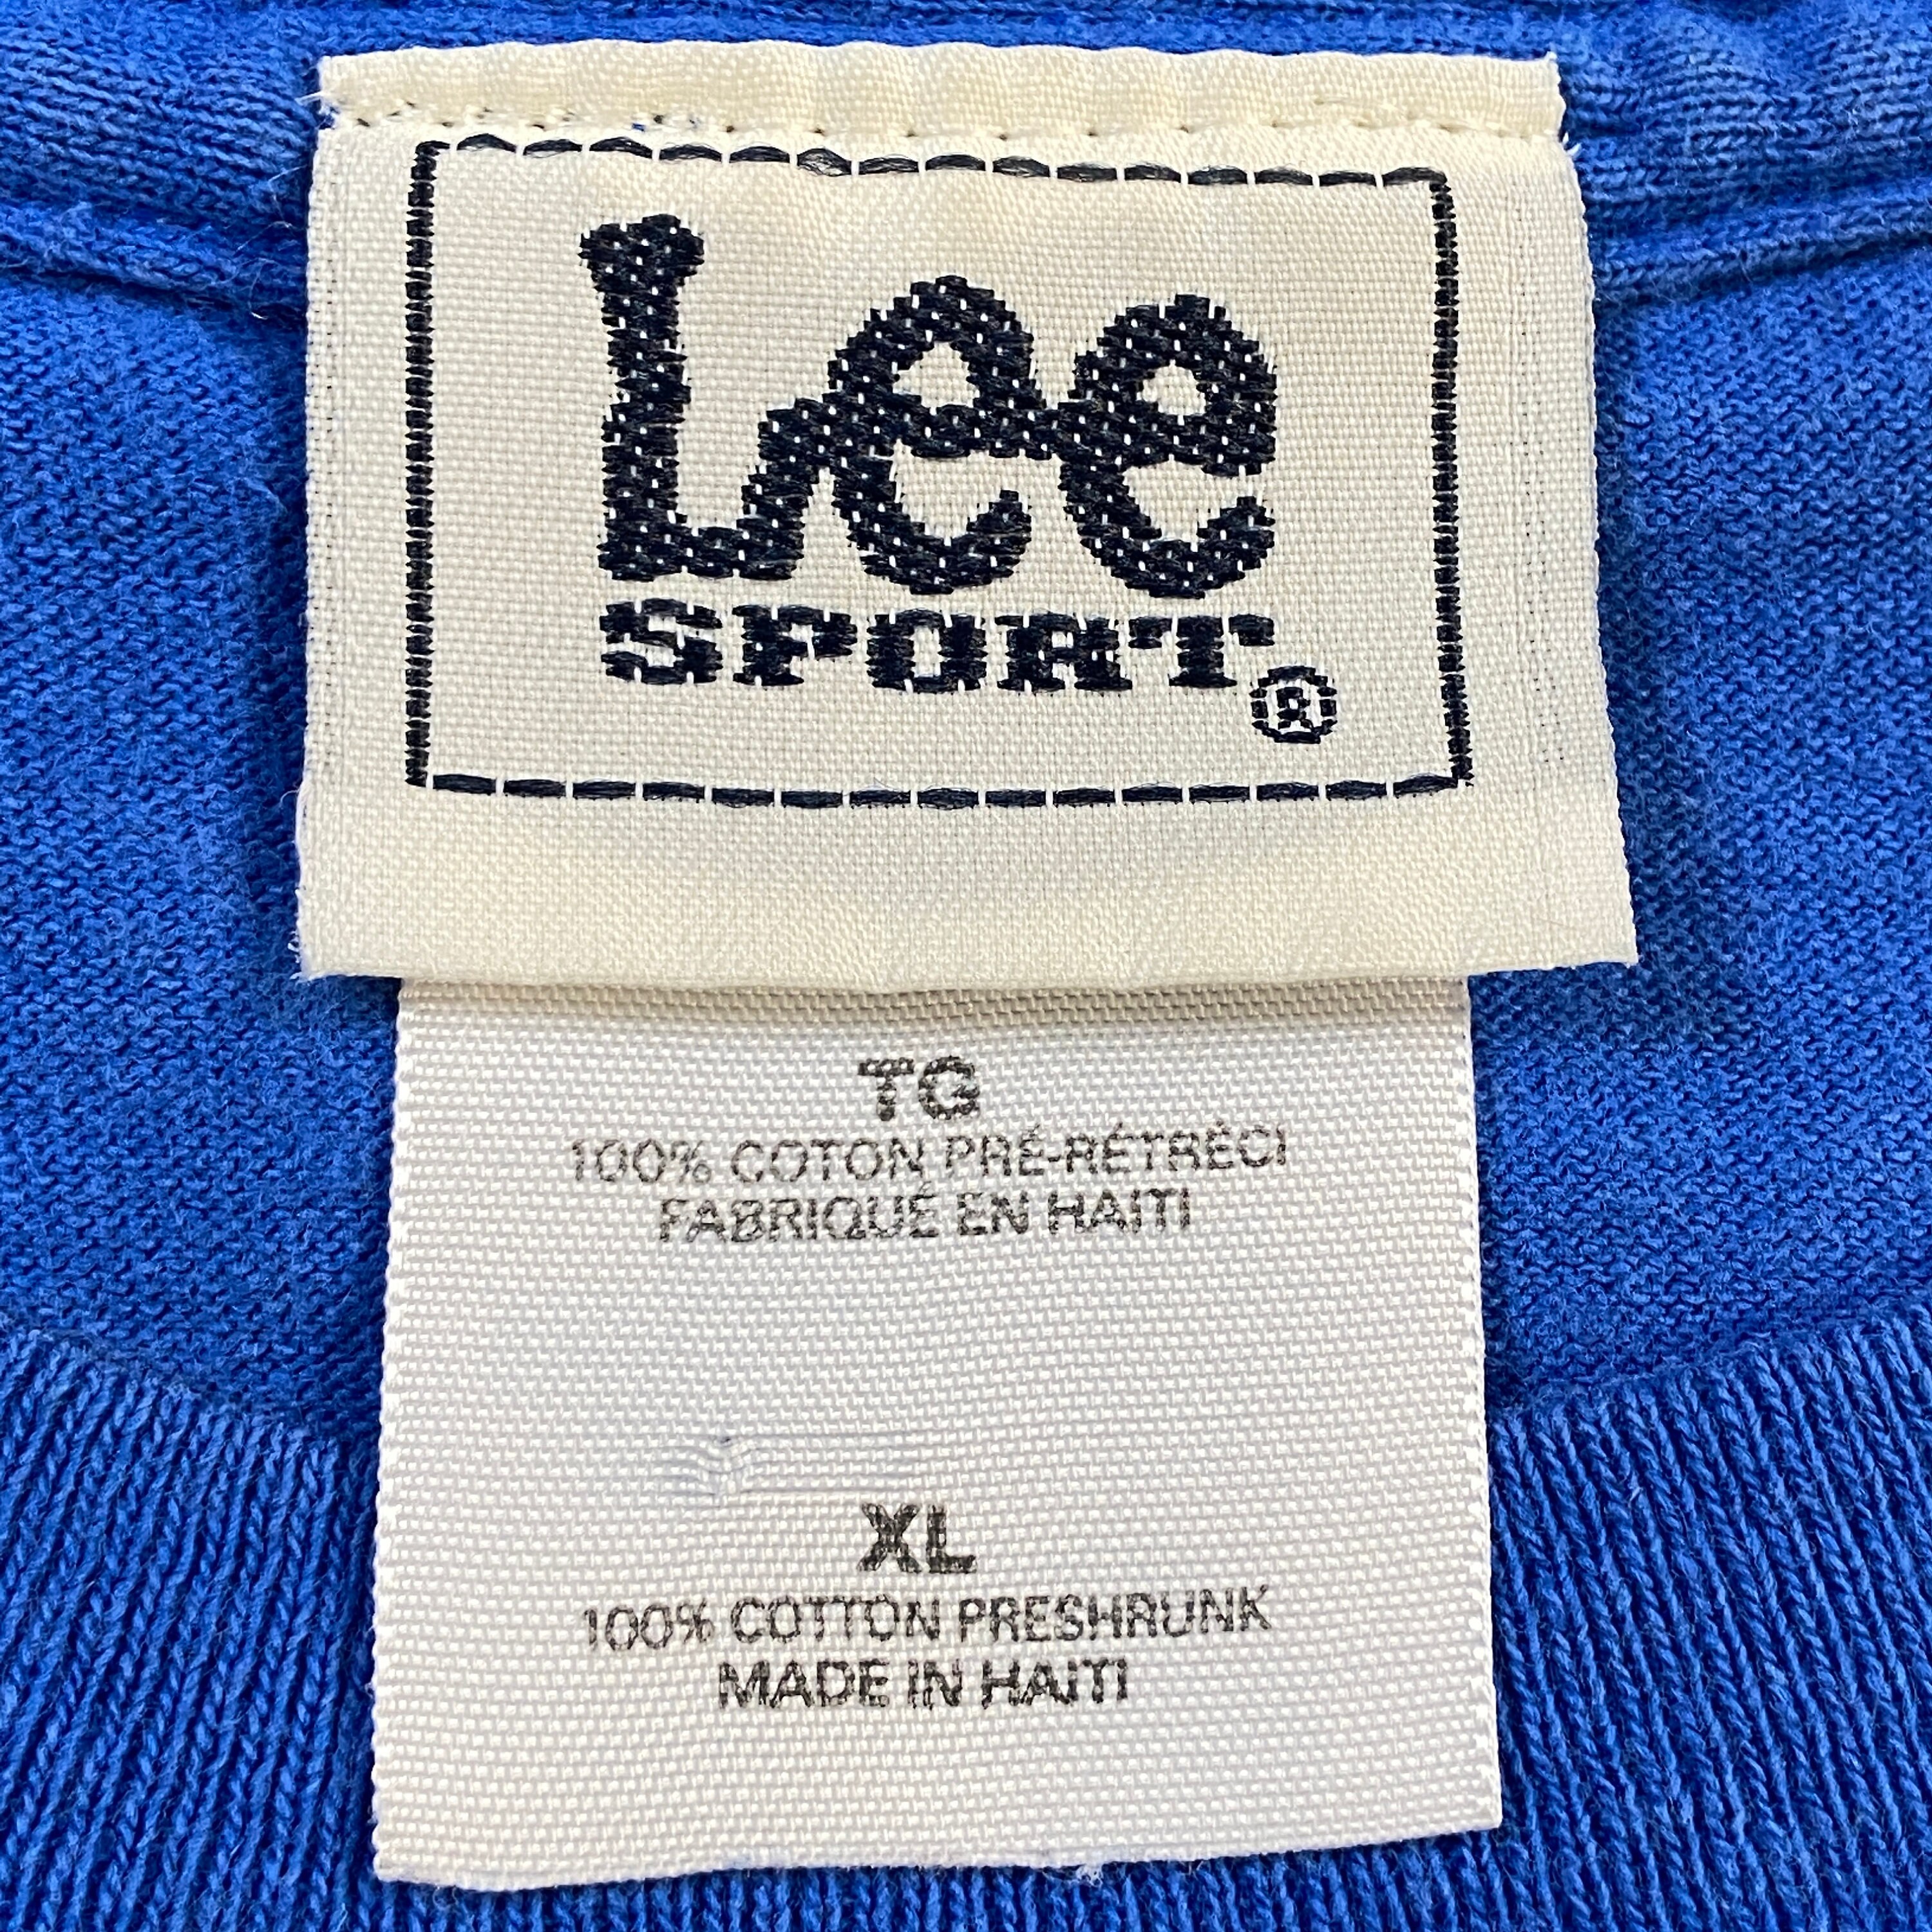 Lee
SPORT®
TG
100% COTON PRÉ-RÉTRÉCI
FABRIQUÉ EN HAITI
XL
100% COTTON PRESHRUNK
MADE IN HAITI